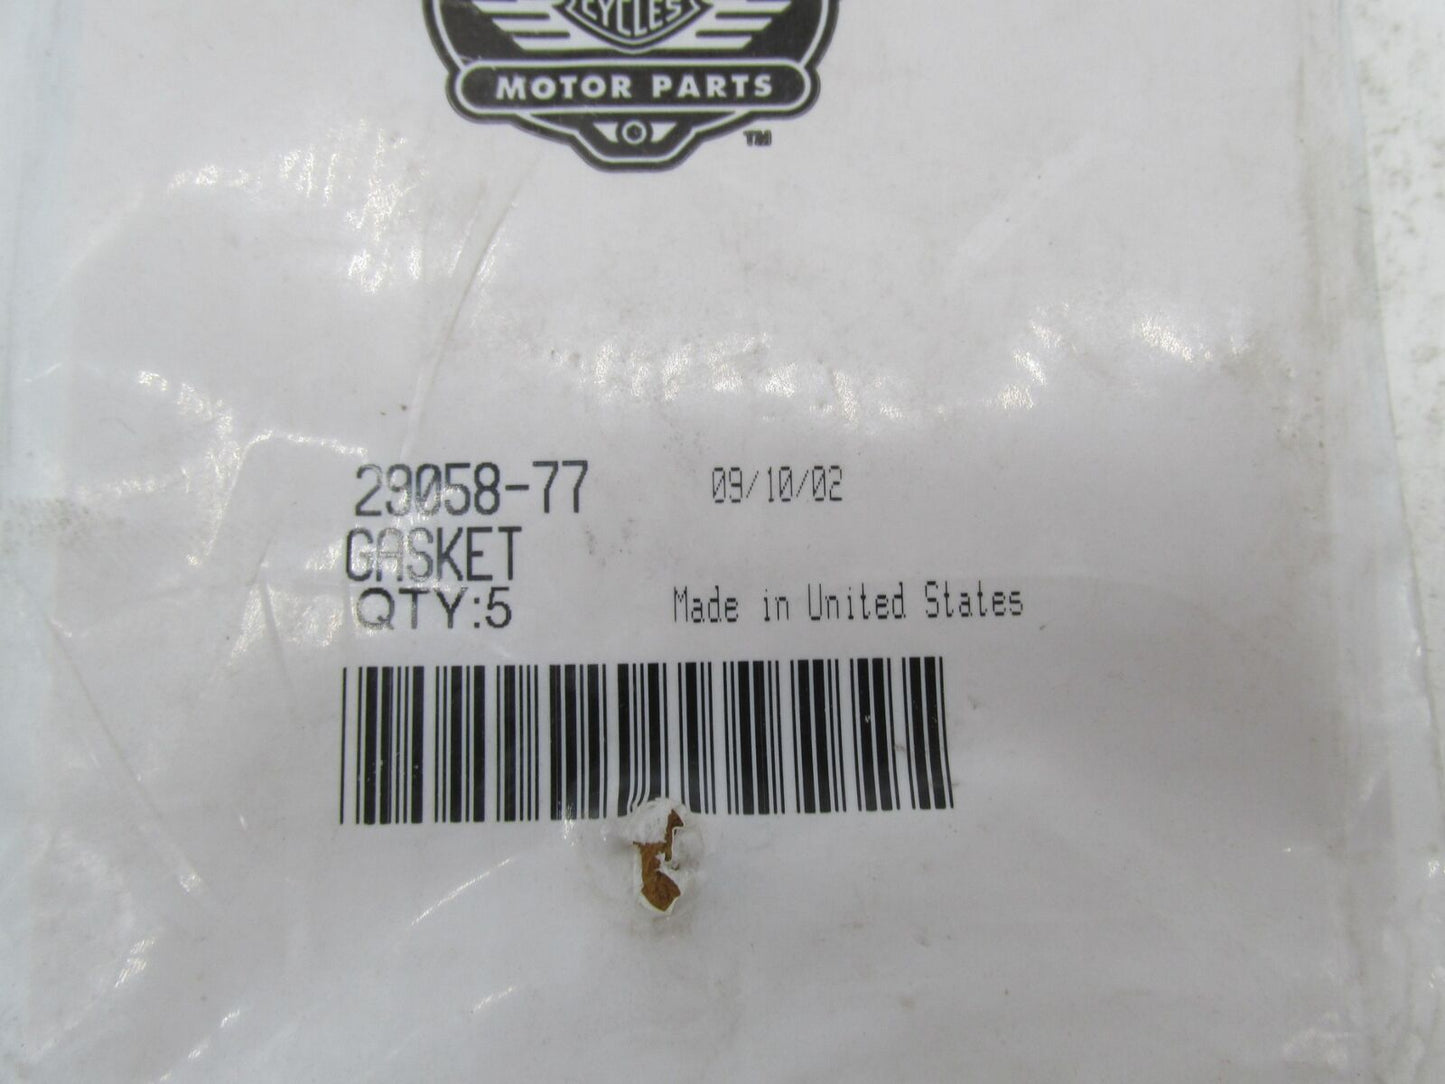 CYCLES
MOTOR PARTS
TM
29058-77 09/10/02
GASKET
QTY:5 Made in United States